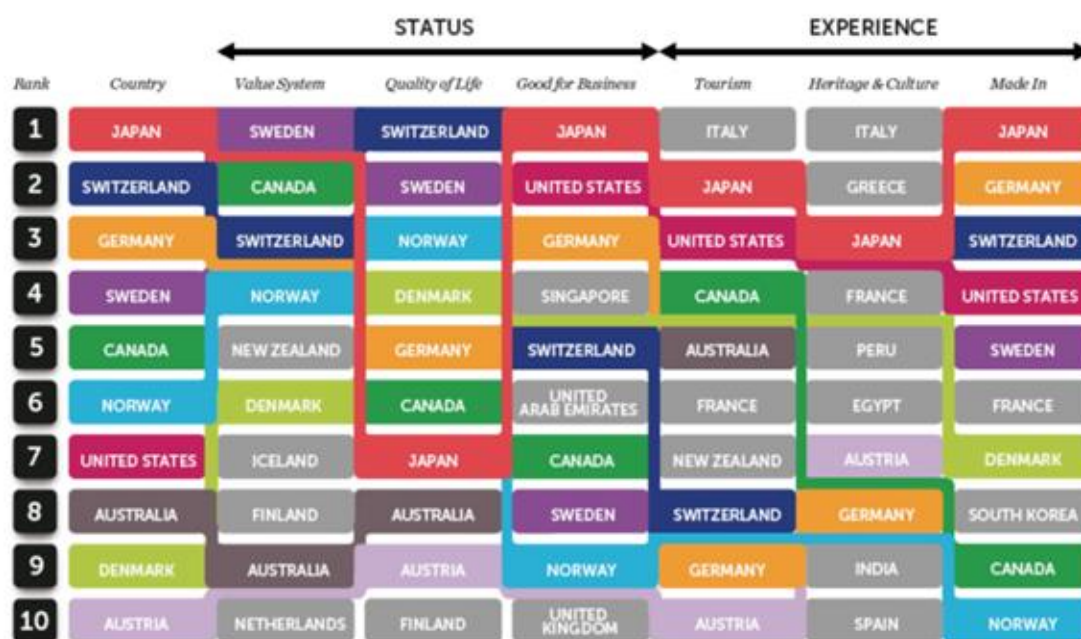 STATUS EXPERIENCE
Rank Country Value System Quality of Life Good for Business Tourism Heritage & Culture Made In
1 JAPAN SWEDEN SWITZERLAND JAPAN ITALY ITALY JAPAN
2 SWITZERLAND CANADA SWEDEN UNITED STATES JAPAN GREECE GERMANY
3 GERMANY SWITZERLAND NORWAY GERMANY UNITED STATES JAPAN SWITZERLAND
4 SWEDEN NORWAY DENMARK SINGAPORE CANADA FRANCE UNITED STATES
5 CANADA NEW ZEALAND GERMANY SWITZERLAND AUSTRALIA PERU SWEDEN
6 NORWAY DENMARK CANADA UNITED ARAB EMIRATES FRANCE EGYPT FRANCE
7 UNITED STATES ICELAND JAPAN CANADA NEW ZEALAND AUSTRIA DENMARK
8 AUSTRALIA FINLAND AUSTRALIA SWEDEN SWITZERLAND GERMANY SOUTH KOREA
9 DENMARK AUSTRALIA AUSTRIA NORWAY GERMANY INDIA CANADA
10 AUSTRIA NETHERLANDS FINLAND UNITED KINGDOM AUSTRIA SPAIN NORWAY